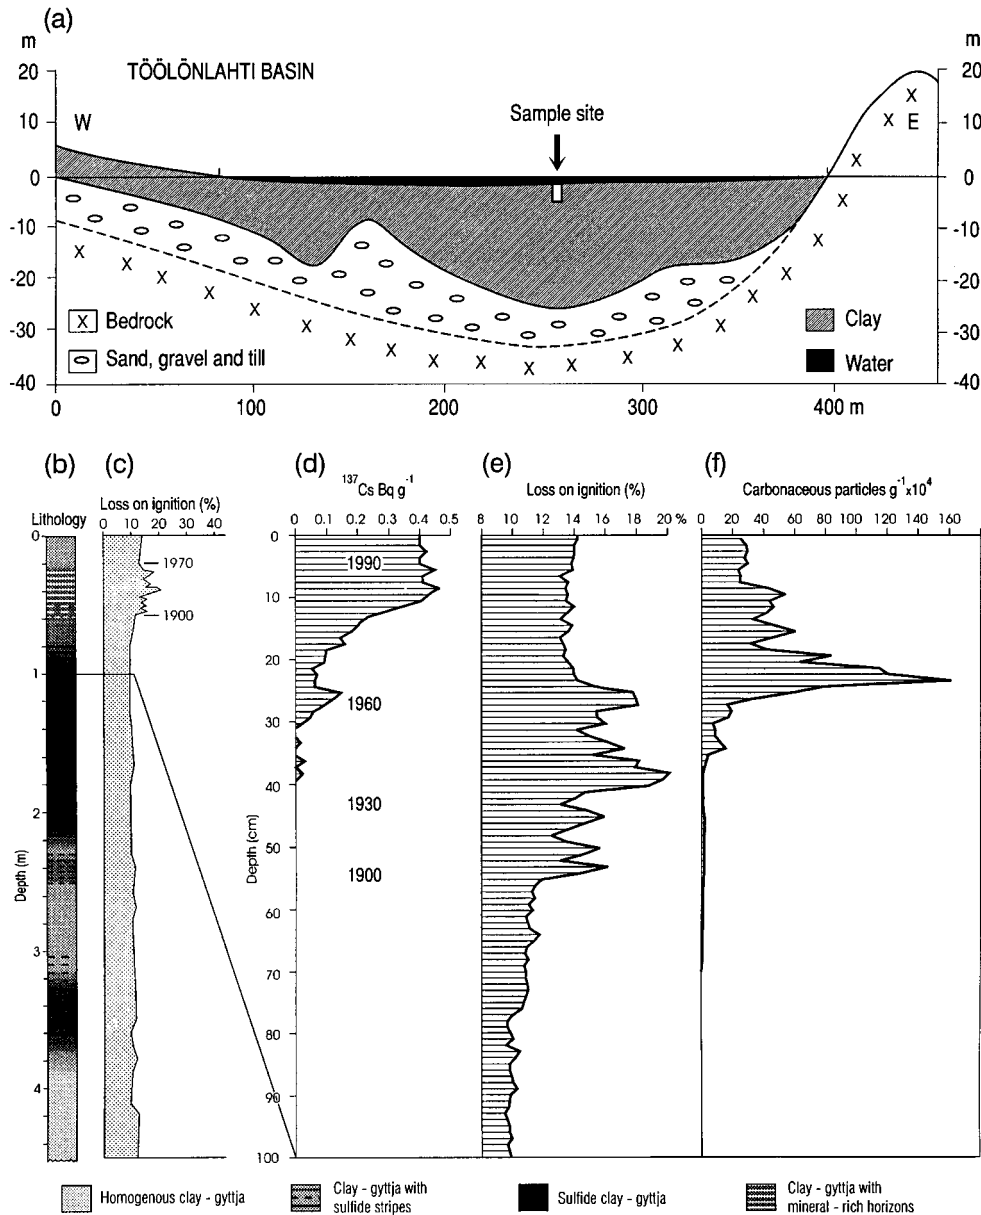 (a)
m
m
TÖÖLÖNLAHTI BASIN
20
20
W
Sample site
E
10
10
0
0
-10
-10
-20
-20
X Bedrock
Clay
-30
-30
Sand, gravel and till
Water
-40
-40
0
100
200
300
400 m
(b)
(c)
(d)
(e)
(f)
Lithology
Loss on ignition (%)
0 10 20 30 40
137Cs Bq g-1
0 0.1 0.2 0.3 0.4 0.5
Loss on ignition (%)
8 10 12 14 16 18 20 %
Carbonaceous particles g-1x10^4
0 20 40 60 80 100 120 140 160 180
Depth (m)
0
1
2
3
4
1970
1900
Depth (cm)
0
10
20
30
40
50
60
70
80
90
100
1990
1960
1930
1900
Homogenous clay - gyttja
Clay - gyttja with
sulfide stripes
Sulfide clay - gyttja
Clay - gyttja with
mineral - rich horizons